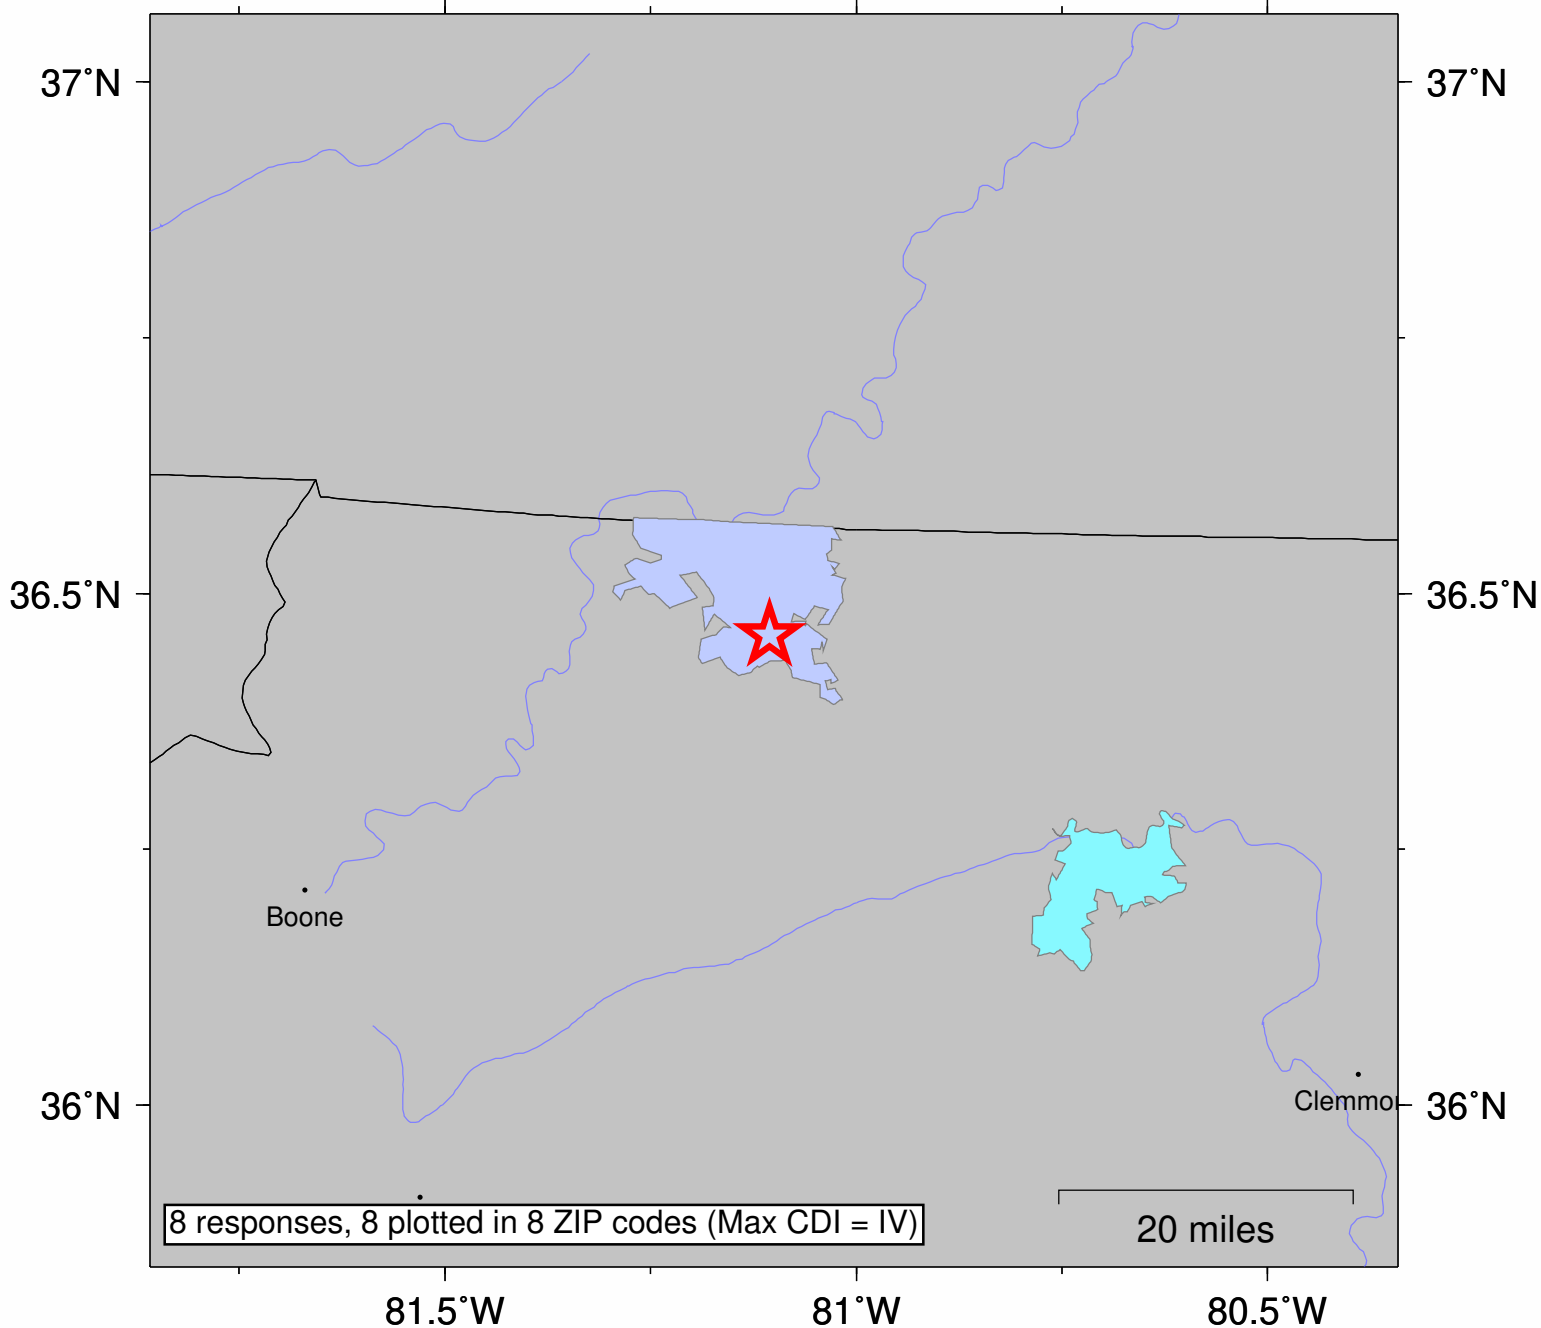 37˚N 37˚N
36.5˚N 36.5˚N
Boone
36˚N 36˚N
Clemmon
8 responses, 8 plotted in 8 ZIP codes (Max CDI = IV)
20 miles
81.5˚W 81˚W 80.5˚W